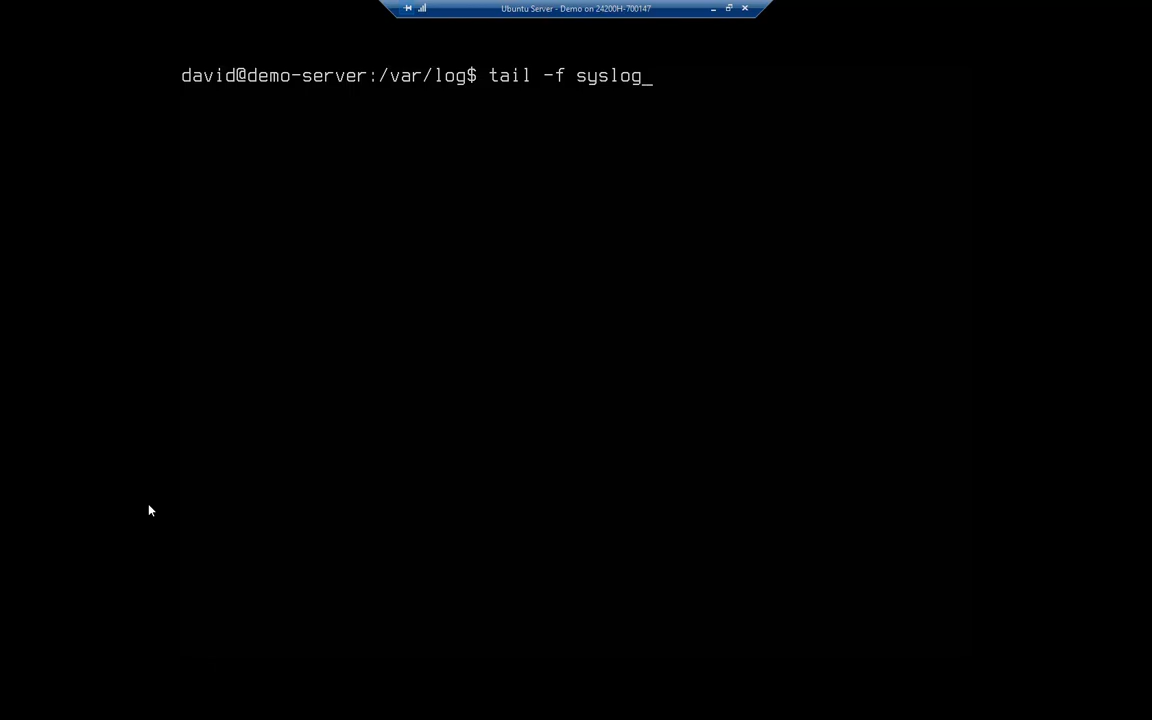 Ubuntu Server - Demo on 24200H-700147
david@demo-server:/var/log$ tail -f syslog_